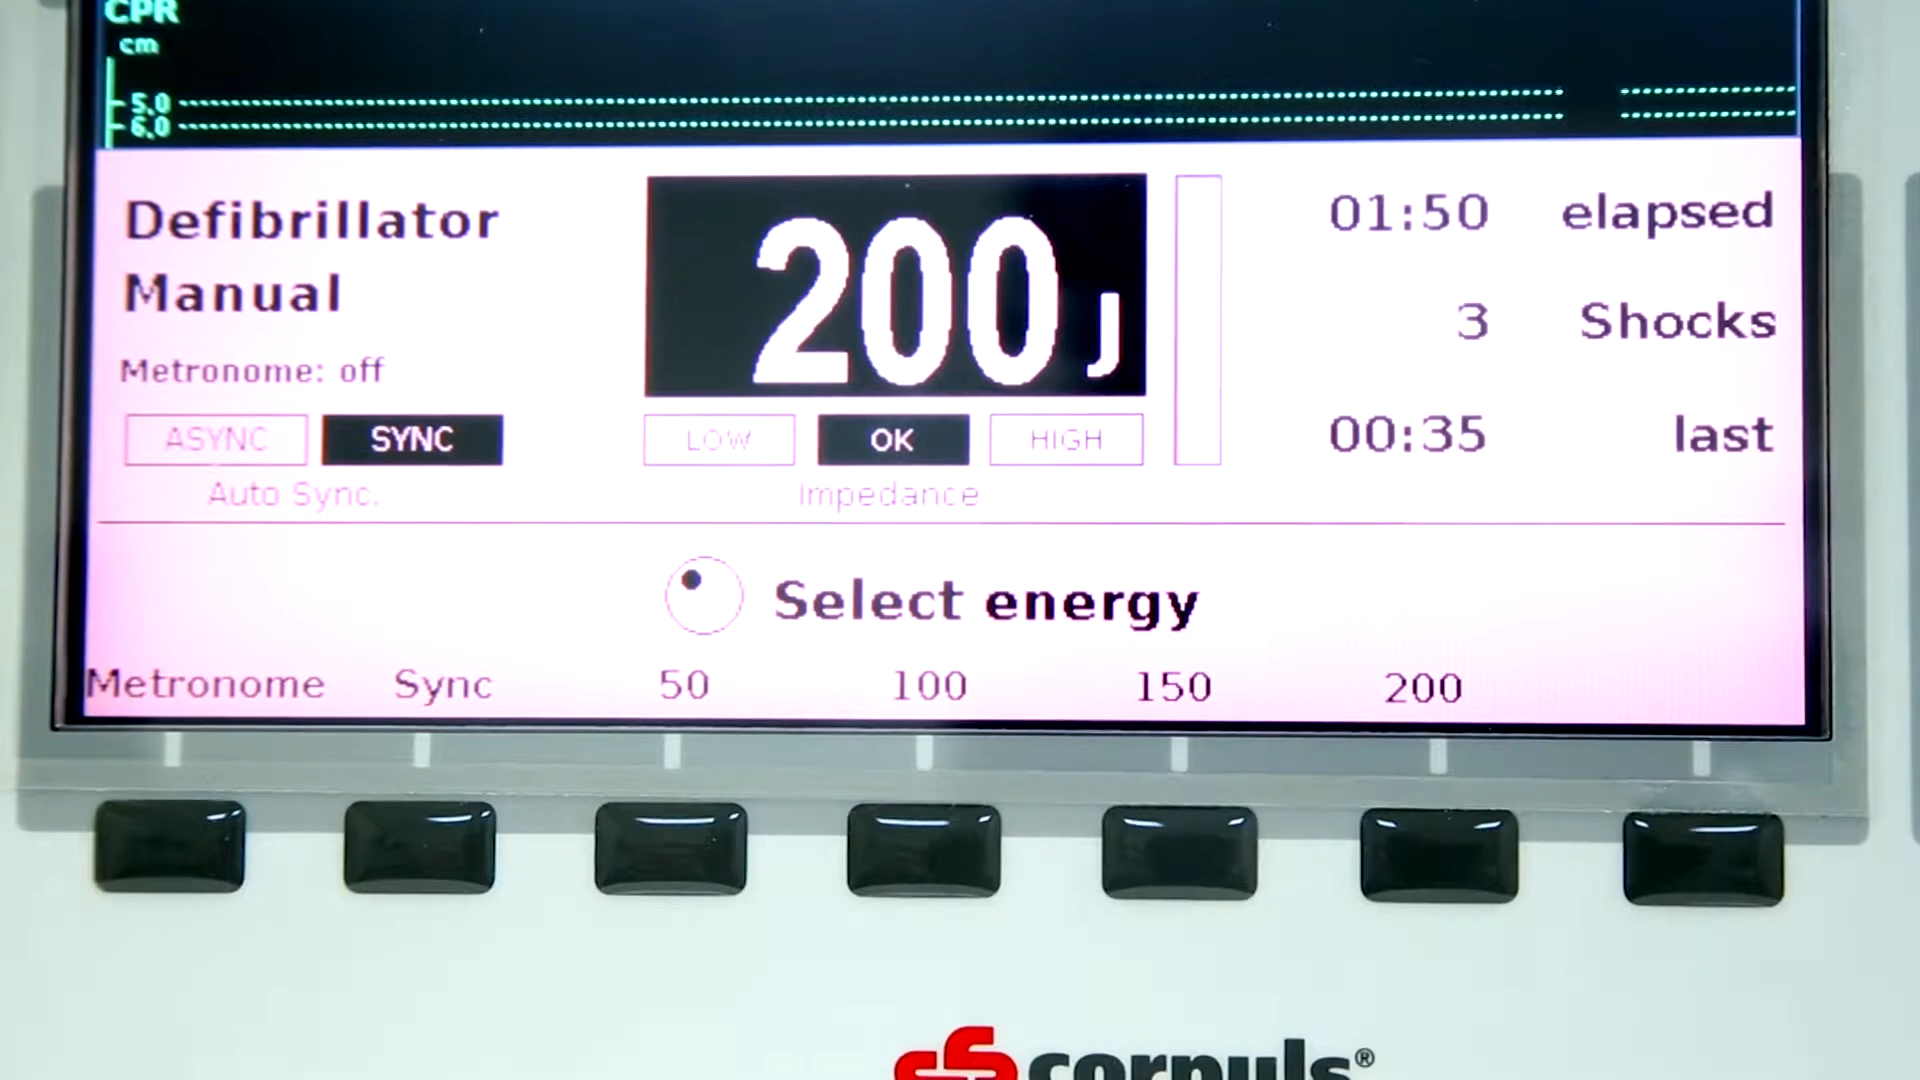 CPR
cm
5,0
6,0
Defibrillator
Manual
Metronome: off
ASYNC SYNC
Auto Sync.
200 J
LOW OK HIGH
Impedance
01:50 elapsed
3 Shocks
00:35 last
Select energy
Metronome Sync 50 100 150 200
corpuls®